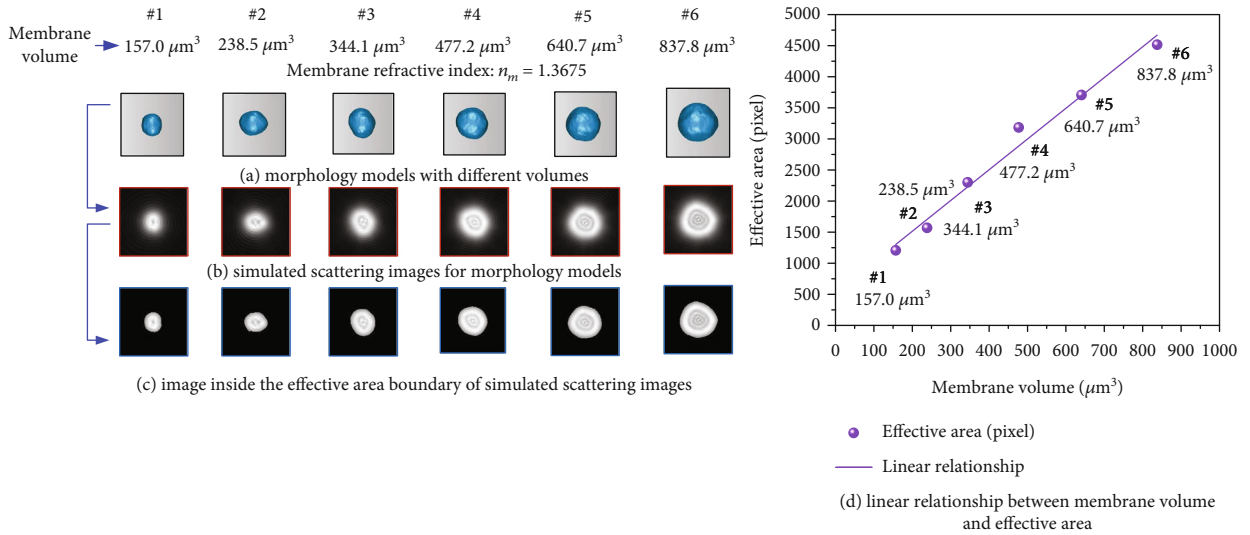 #1 #2 #3 #4 #5 #6
Membrane
volume
157.0 μm³ 238.5 μm³ 344.1 μm³ 477.2 μm³ 640.7 μm³ 837.8 μm³
Membrane refractive index: nₘ = 1.3675
(a) morphology models with different volumes
(b) simulated scattering images for morphology models
(c) image inside the effective area boundary of simulated scattering images
5000
4500
4000
3500
3000
2500
2000
1500
1000
500
0
Effective area (pixel)
#6
837.8 μm³
#5
640.7 μm³
#4
477.2 μm³
238.5 μm³
#2
#3
344.1 μm³
#1
157.0 μm³
0 100 200 300 400 500 600 700 800 900 1000
Membrane volume (μm³)
Effective area (pixel)
Linear relationship
(d) linear relationship between membrane volume
and effective area